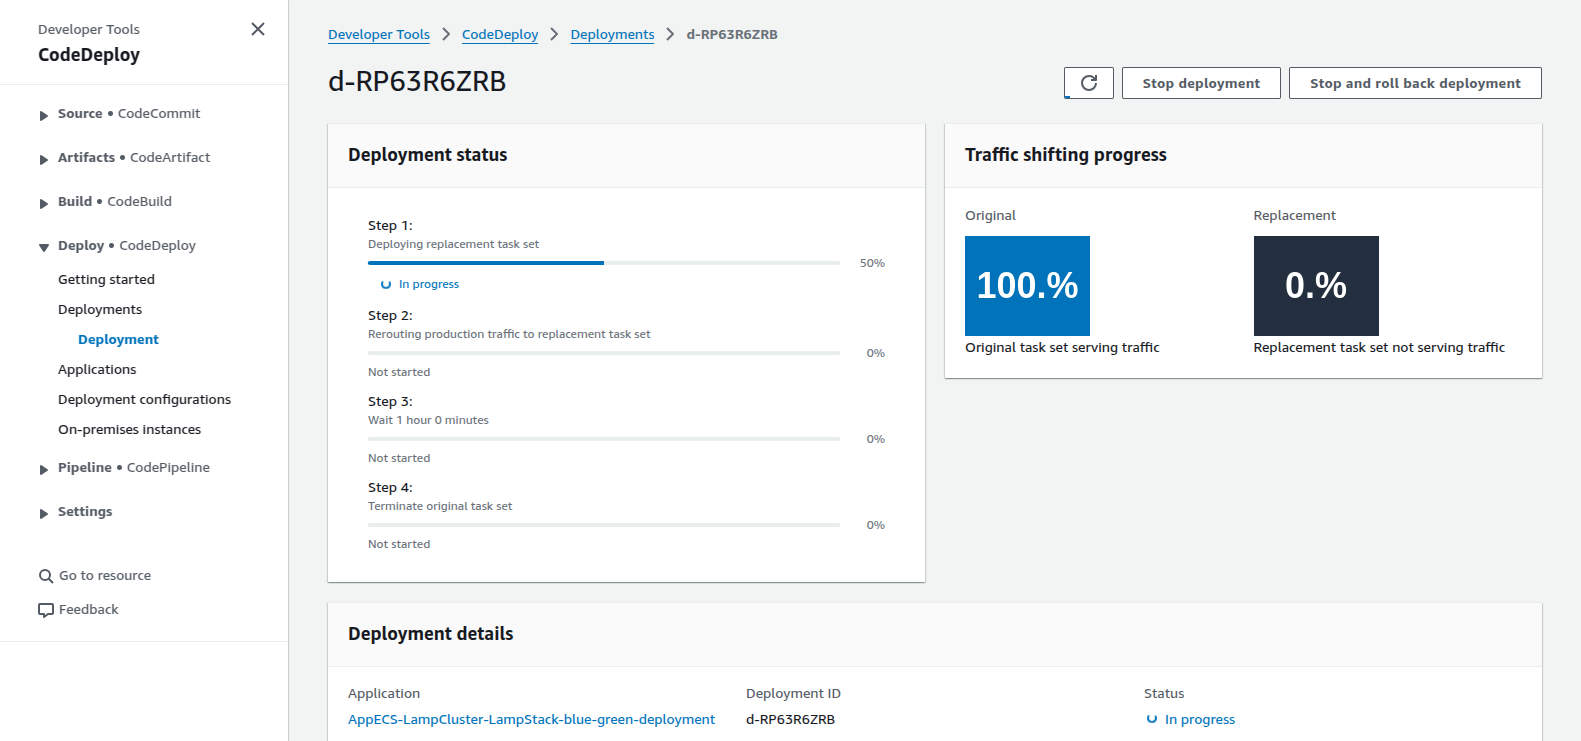 Developer Tools
CodeDeploy
Source • CodeCommit
Artifacts • CodeArtifact
Build • CodeBuild
Deploy • CodeDeploy
Getting started
Deployments
Deployment
Applications
Deployment configurations
On-premises instances
Pipeline • CodePipeline
Settings
Go to resource
Feedback
Developer Tools > CodeDeploy > Deployments > d-RP63R6ZRB
d-RP63R6ZRB
Stop deployment
Stop and roll back deployment
Deployment status
Step 1:
Deploying replacement task set
50%
In progress
Step 2:
Rerouting production traffic to replacement task set
0%
Not started
Step 3:
Wait 1 hour 0 minutes
0%
Not started
Step 4:
Terminate original task set
0%
Not started
Traffic shifting progress
Original
100.%
Original task set serving traffic
Replacement
0.%
Replacement task set not serving traffic
Deployment details
Application
AppECS-LampCluster-LampStack-blue-green-deployment
Deployment ID
d-RP63R6ZRB
Status
In progress